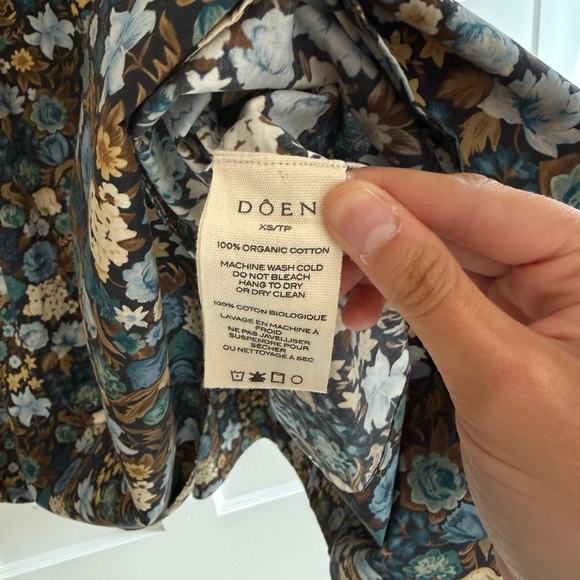 DÔEN
XS/TP
100% ORGANIC COTTON
MACHINE WASH COLD
DO NOT BLEACH
HANG TO DRY
OR DRY CLEAN
100% COTTON BIOLOGIQUE
LAVAGE EN MACHINE À
FROID
NE PAS JAVELLISER
SUSPENDRE POUR
SÉCHER
OU NETTOYAGE À SEC